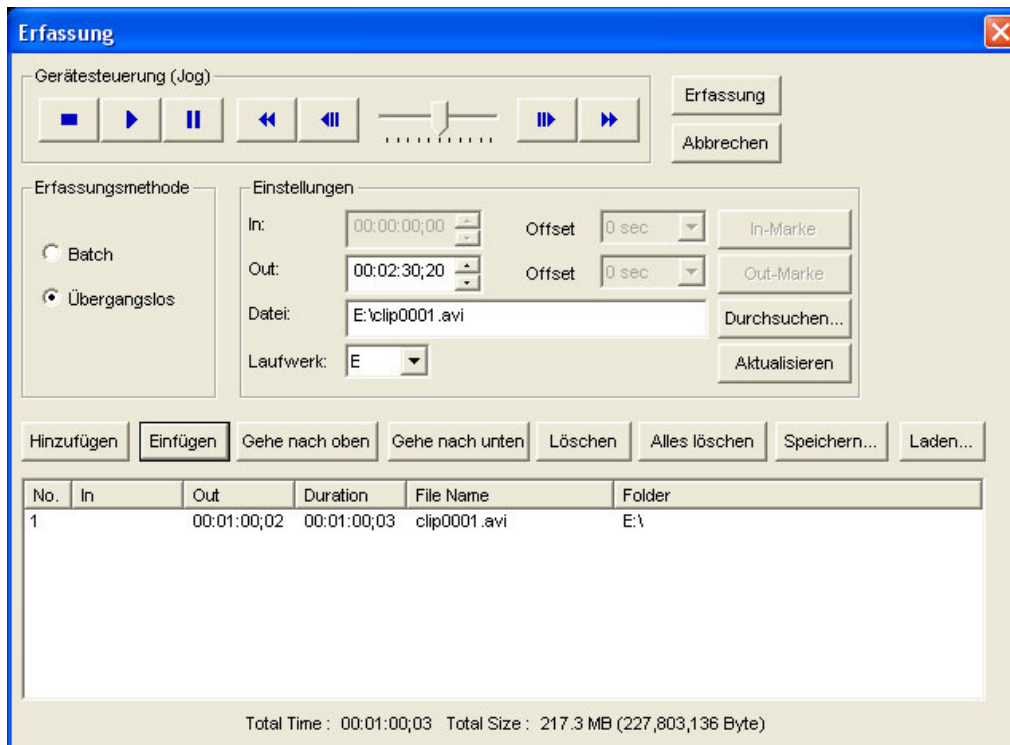 Erfassung
Gerätesteuerung (Jog)
Erfassung
Abbrechen
Erfassungsmethode
Batch
Übergangslos
Einstellungen
In: 00:00:00;00 Offset 0 sec In-Marke
Out: 00:02:30;20 Offset 0 sec Out-Marke
Datei: E:\clip0001.avi Durchsuchen...
Laufwerk: E Aktualisieren
Hinzufügen Einfügen Gehe nach oben Gehe nach unten Löschen Alles löschen Speichern... Laden...
No. In Out Duration File Name Folder
1 00:01:00;02 00:01:00;03 clip0001.avi E:\
Total Time : 00:01:00;03 Total Size : 217.3 MB (227,803,136 Byte)